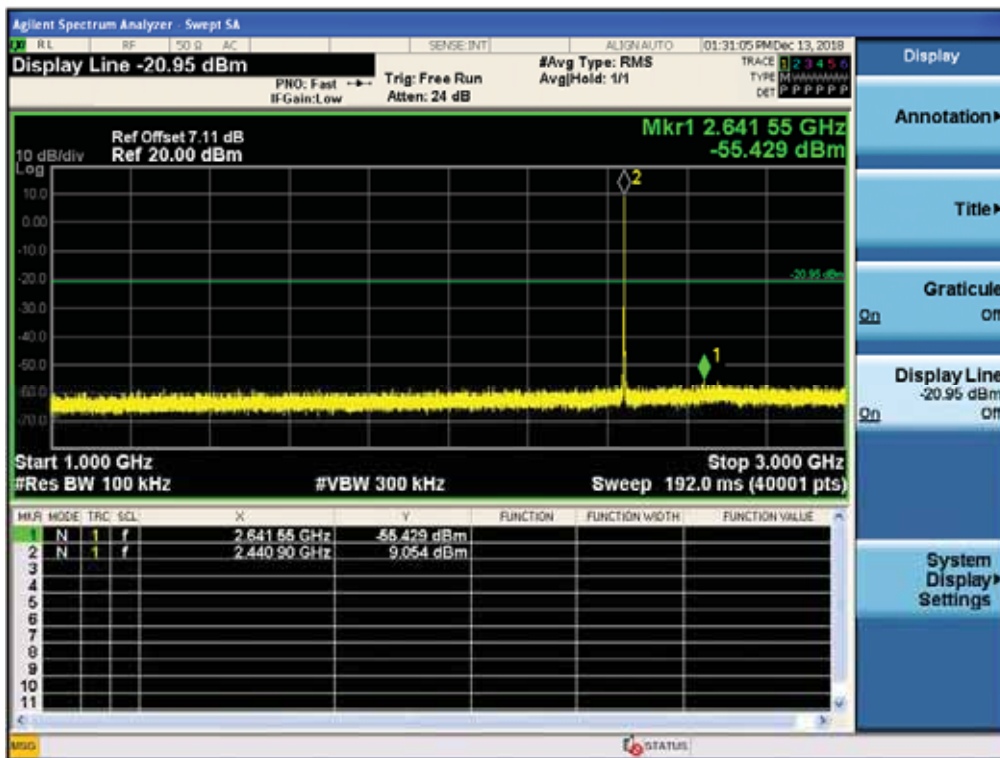 Agilent Spectrum Analyzer - Swept SA
RL RF 50 Ω AC SENSE:INT ALIGN AUTO 01:31:05 PM Dec 13, 2018
Display Line -20.95 dBm
PNO: Fast
IFGain:Low
Trig: Free Run
Atten: 24 dB
#Avg Type: RMS
Avg|Hold: 1/1
TRACE 1 2 3 4 5 6
TYPE M W W W W W
DET P P P P P P
Ref Offset 7.11 dB
10 dB/div Ref 20.00 dBm
Log
Mkr1 2.641 55 GHz
-55.429 dBm
2
10.0
0.00
-10.0
-20.0
-20.95 dBm
-30.0
-40.0
-50.0
1
-60.0
-70.0
Start 1.000 GHz Stop 3.000 GHz
#Res BW 100 kHz #VBW 300 kHz Sweep 192.0 ms (40001 pts)
MKR MODE TRC SCL X Y FUNCTION FUNCTION WIDTH FUNCTION VALUE
1 N 1 f 2.641 55 GHz -55.429 dBm
2 N 1 f 2.440 90 GHz 9.054 dBm
3
4
5
6
7
8
9
10
11
MSG STATUS
Display
Annotation
Title
Graticule
On Off
Display Line
-20.95 dBm
On Off
System
Display
Settings